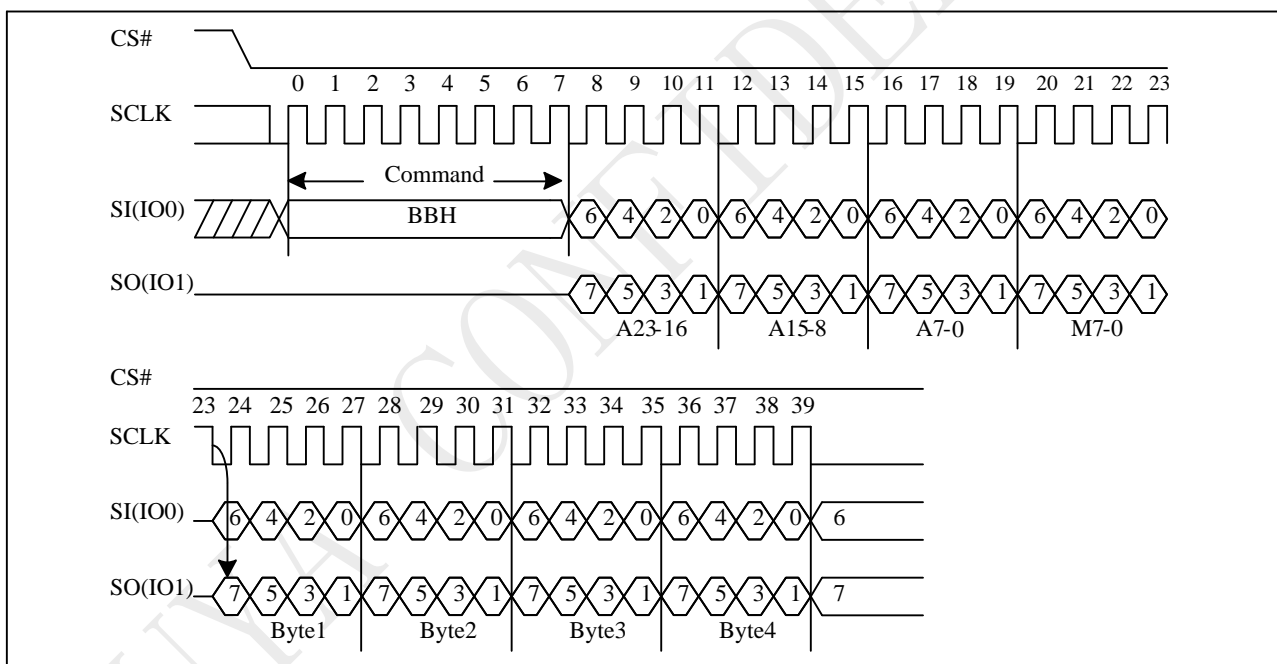 CS#
0 1 2 3 4 5 6 7 8 9 10 11 12 13 14 15 16 17 18 19 20 21 22 23
SCLK
Command
SI(IO0) BBH 6 4 2 0 6 4 2 0 6 4 2 0 6 4 2 0
SO(IO1) 7 5 3 1 7 5 3 1 7 5 3 1 7 5 3 1
A23-16 A15-8 A7-0 M7-0
CS#
23 24 25 26 27 28 29 30 31 32 33 34 35 36 37 38 39
SCLK
SI(IO0) 6 4 2 0 6 4 2 0 6 4 2 0 6 4 2 0 6
SO(IO1) 7 5 3 1 7 5 3 1 7 5 3 1 7 5 3 1 7
Byte1 Byte2 Byte3 Byte4